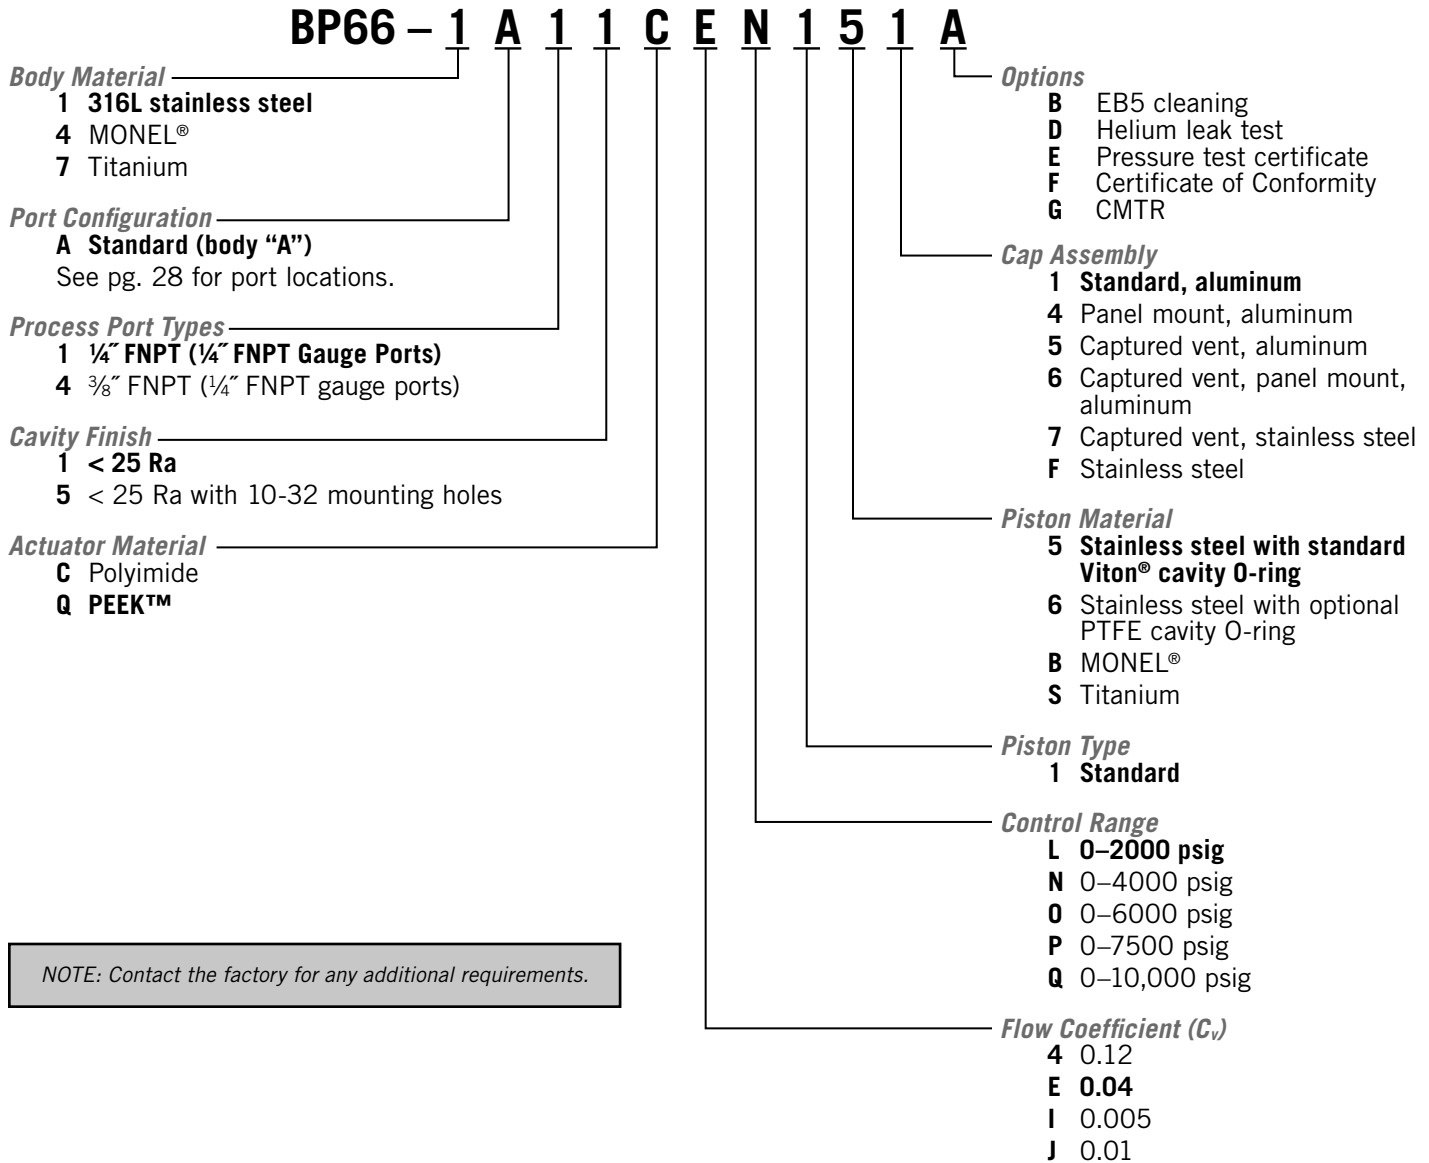 BP66 – 1 A 1 1 C E N 1 5 1 A
Body Material
1 316L stainless steel
4 MONEL®
7 Titanium
Port Configuration
A Standard (body “A”)
See pg. 28 for port locations.
Process Port Types
1 ¼˝ FNPT (¼˝ FNPT Gauge Ports)
4 ⅜˝ FNPT (¼˝ FNPT gauge ports)
Cavity Finish
1 < 25 Ra
5 < 25 Ra with 10-32 mounting holes
Actuator Material
C Polyimide
Q PEEK™
NOTE: Contact the factory for any additional requirements.
Options
B EB5 cleaning
D Helium leak test
E Pressure test certificate
F Certificate of Conformity
G CMTR
Cap Assembly
1 Standard, aluminum
4 Panel mount, aluminum
5 Captured vent, aluminum
6 Captured vent, panel mount,
aluminum
7 Captured vent, stainless steel
F Stainless steel
Piston Material
5 Stainless steel with standard
Viton® cavity O-ring
6 Stainless steel with optional
PTFE cavity O-ring
B MONEL®
S Titanium
Piston Type
1 Standard
Control Range
L 0–2000 psig
N 0–4000 psig
O 0–6000 psig
P 0–7500 psig
Q 0–10,000 psig
Flow Coefficient (Cv)
4 0.12
E 0.04
I 0.005
J 0.01